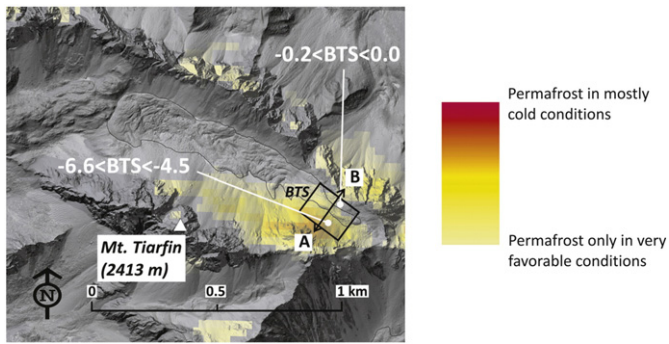 -0.2<BTS<0.0
-6.6<BTS<-4.5
BTS
B
A
Mt. Tiarfin
(2413 m)
N
0
0.5
1 km
Permafrost in mostly
cold conditions
Permafrost only in very
favorable conditions